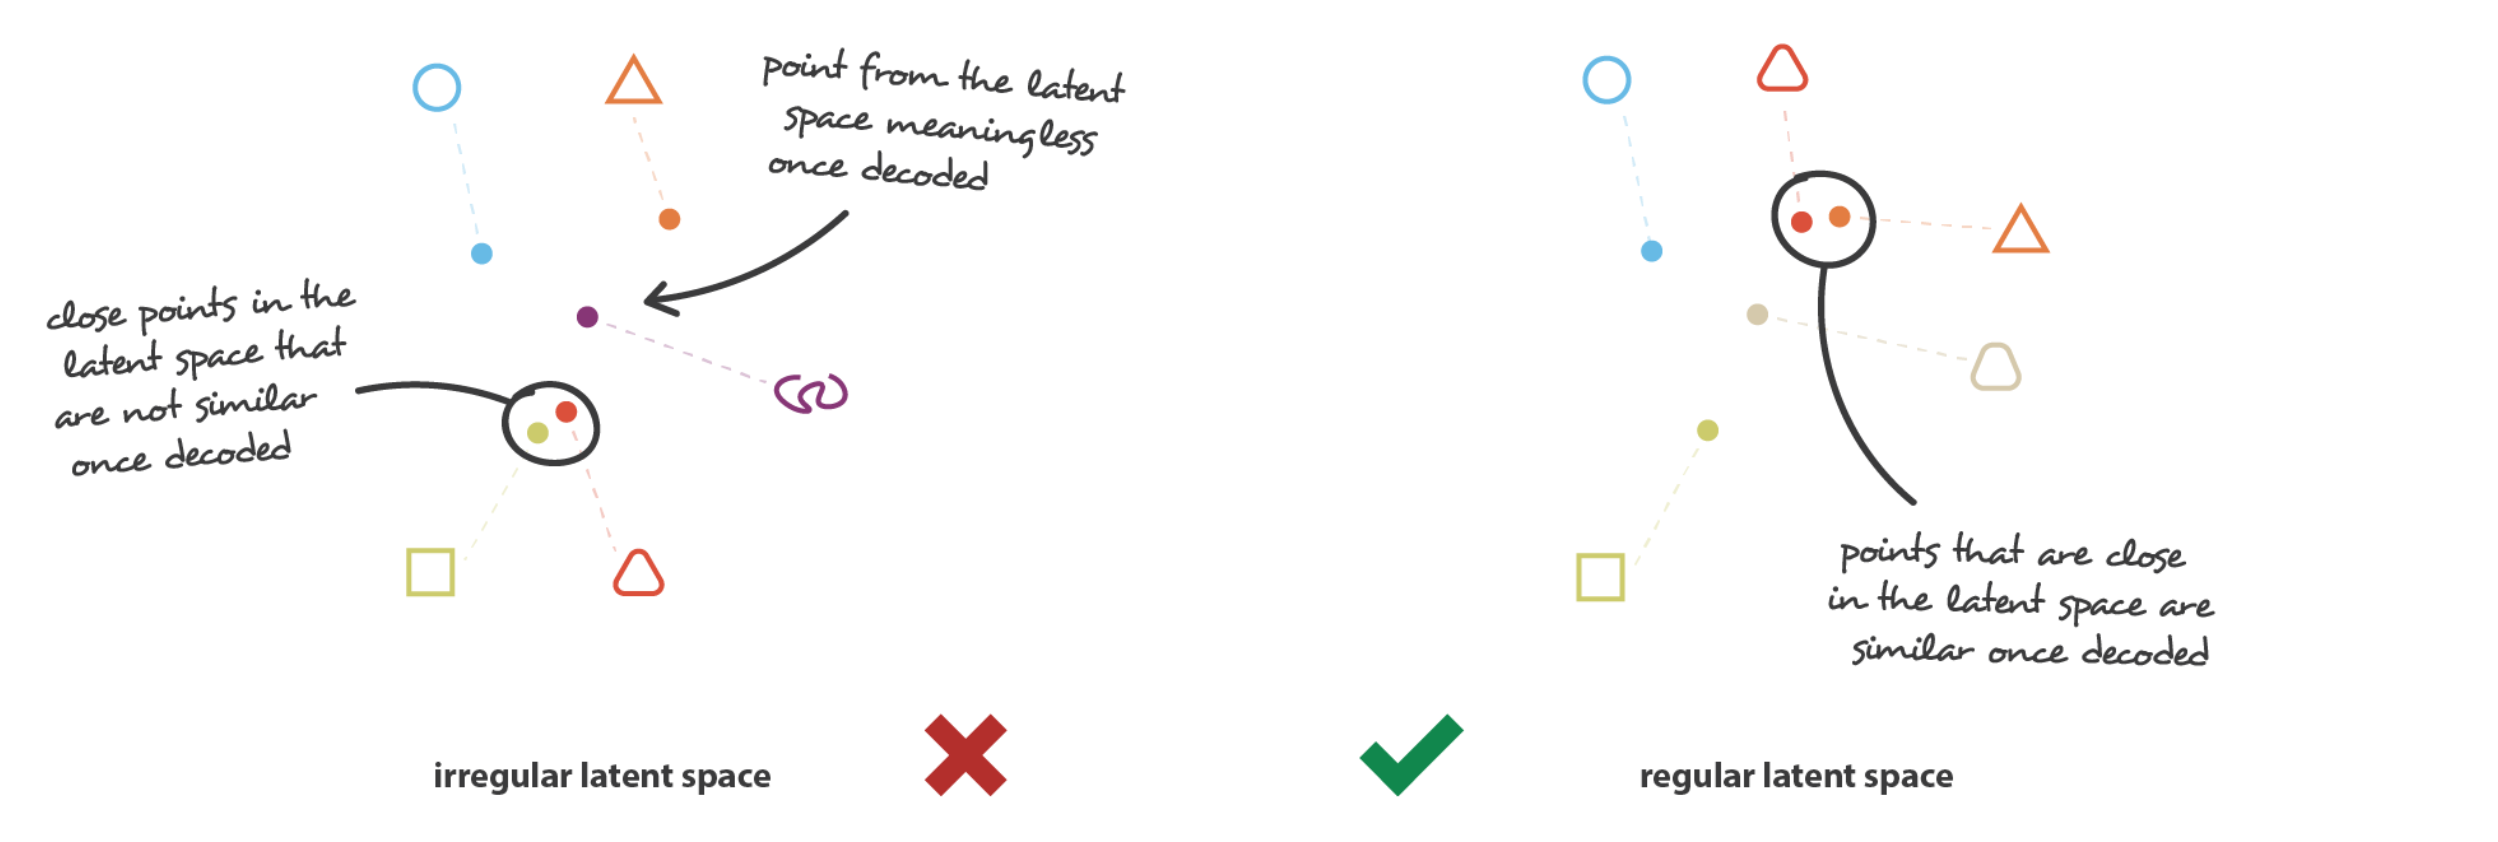 point from the latent
space meaningless
once decoded
close points in the
latent space that
are not similar
once decoded
points that are close
in the latent space are
similar once decoded
irregular latent space
regular latent space